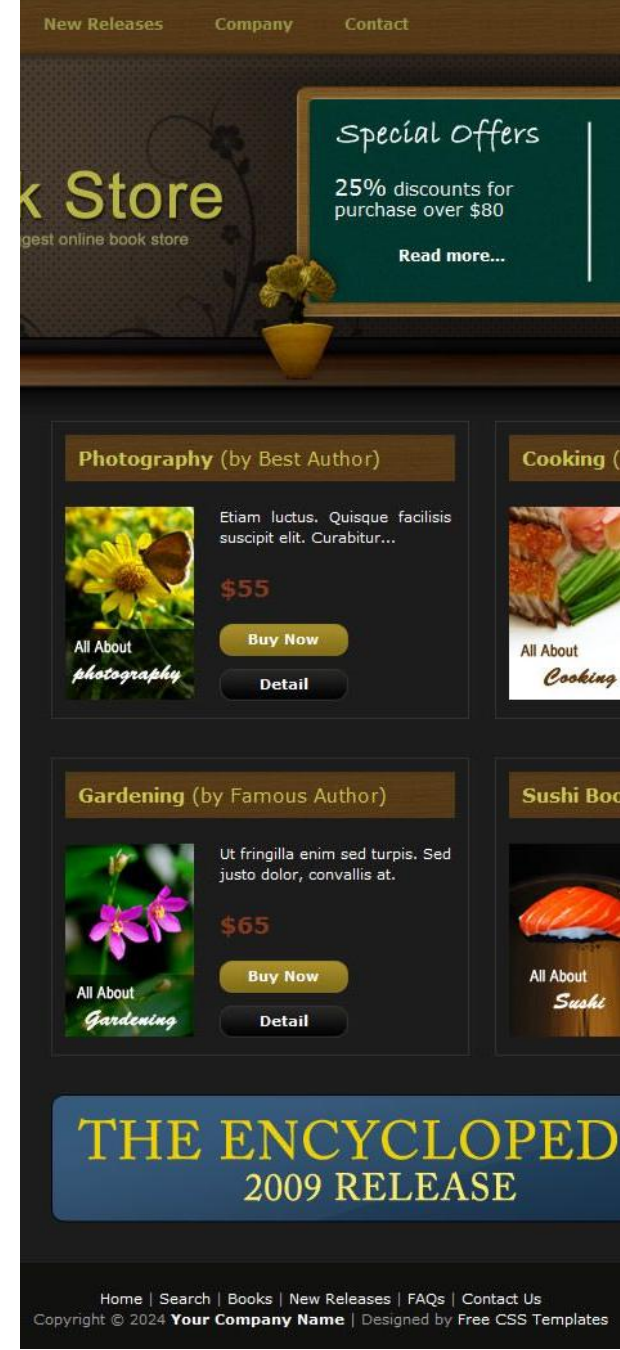 New Releases Company Contact
k Store
gest online book store
Special Offers
25% discounts for
purchase over $80
Read more...
Photography (by Best Author)
Etiam luctus. Quisque facilisis
suscipit elit. Curabitur...
$55
Buy Now
Detail
All About
photography
Cooking (
All About
Cooking
Gardening (by Famous Author)
Ut fringilla enim sed turpis. Sed
justo dolor, convallis at.
$65
Buy Now
Detail
All About
Gardening
Sushi Boo
All About
Sushi
THE ENCYCLOPED
2009 RELEASE
Home | Search | Books | New Releases | FAQs | Contact Us
Copyright © 2024 Your Company Name | Designed by Free CSS Templates